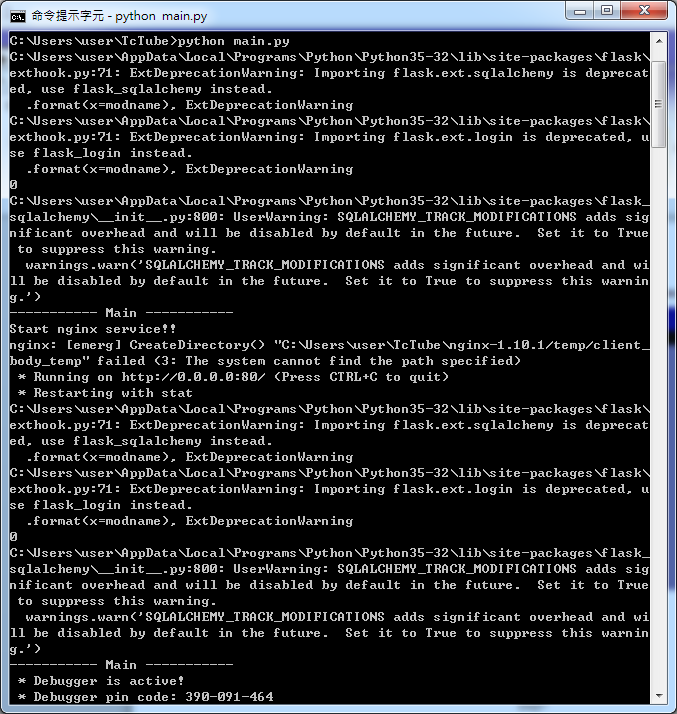 命令提示字元 - python  main.py
C:\Users\user\TcTube>python main.py
C:\Users\user\AppData\Local\Programs\Python\Python35-32\lib\site-packages\flask\
exthook.py:71: ExtDeprecationWarning: Importing flask.ext.sqlalchemy is deprecat
ed, use flask_sqlalchemy instead.
  .format(x=modname), ExtDeprecationWarning
C:\Users\user\AppData\Local\Programs\Python\Python35-32\lib\site-packages\flask\
exthook.py:71: ExtDeprecationWarning: Importing flask.ext.login is deprecated, u
se flask_login instead.
  .format(x=modname), ExtDeprecationWarning
0
C:\Users\user\AppData\Local\Programs\Python\Python35-32\lib\site-packages\flask_
sqlalchemy\__init__.py:800: UserWarning: SQLALCHEMY_TRACK_MODIFICATIONS adds sig
nificant overhead and will be disabled by default in the future.  Set it to True
 to suppress this warning.
  warnings.warn('SQLALCHEMY_TRACK_MODIFICATIONS adds significant overhead and wi
ll be disabled by default in the future.  Set it to True to suppress this warnin
g.')
----------- Main -----------
Start nginx service!!
nginx: [emerg] CreateDirectory() "C:\Users\user\TcTube\nginx-1.10.1/temp/client_
body_temp" failed (3: The system cannot find the path specified)
 * Running on http://0.0.0.0:80/ (Press CTRL+C to quit)
 * Restarting with stat
C:\Users\user\AppData\Local\Programs\Python\Python35-32\lib\site-packages\flask\
exthook.py:71: ExtDeprecationWarning: Importing flask.ext.sqlalchemy is deprecat
ed, use flask_sqlalchemy instead.
  .format(x=modname), ExtDeprecationWarning
C:\Users\user\AppData\Local\Programs\Python\Python35-32\lib\site-packages\flask\
exthook.py:71: ExtDeprecationWarning: Importing flask.ext.login is deprecated, u
se flask_login instead.
  .format(x=modname), ExtDeprecationWarning
0
C:\Users\user\AppData\Local\Programs\Python\Python35-32\lib\site-packages\flask_
sqlalchemy\__init__.py:800: UserWarning: SQLALCHEMY_TRACK_MODIFICATIONS adds sig
nificant overhead and will be disabled by default in the future.  Set it to True
 to suppress this warning.
  warnings.warn('SQLALCHEMY_TRACK_MODIFICATIONS adds significant overhead and wi
ll be disabled by default in the future.  Set it to True to suppress this warnin
g.')
----------- Main -----------
 * Debugger is active!
 * Debugger pin code: 390-091-464